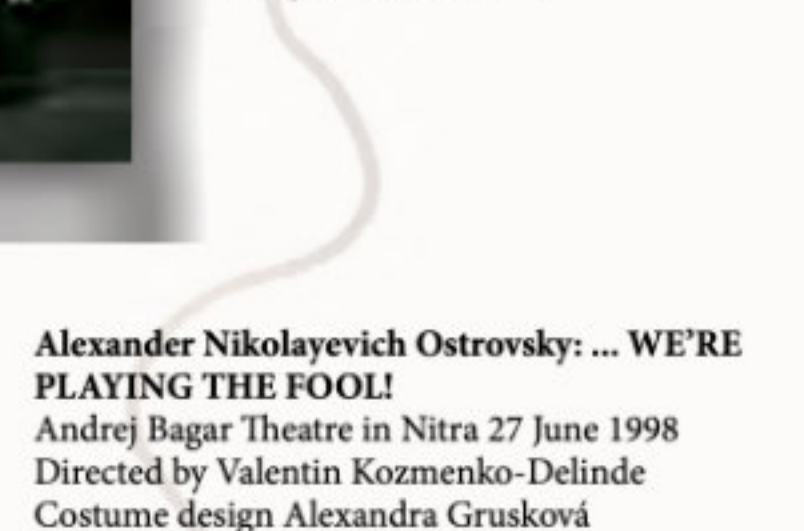 Alexander Nikolayevich Ostrovsky: ... WE’RE
PLAYING THE FOOL!
Andrej Bagar Theatre in Nitra 27 June 1998
Directed by Valentin Kozmenko-Delinde
Costume design Alexandra Grusková